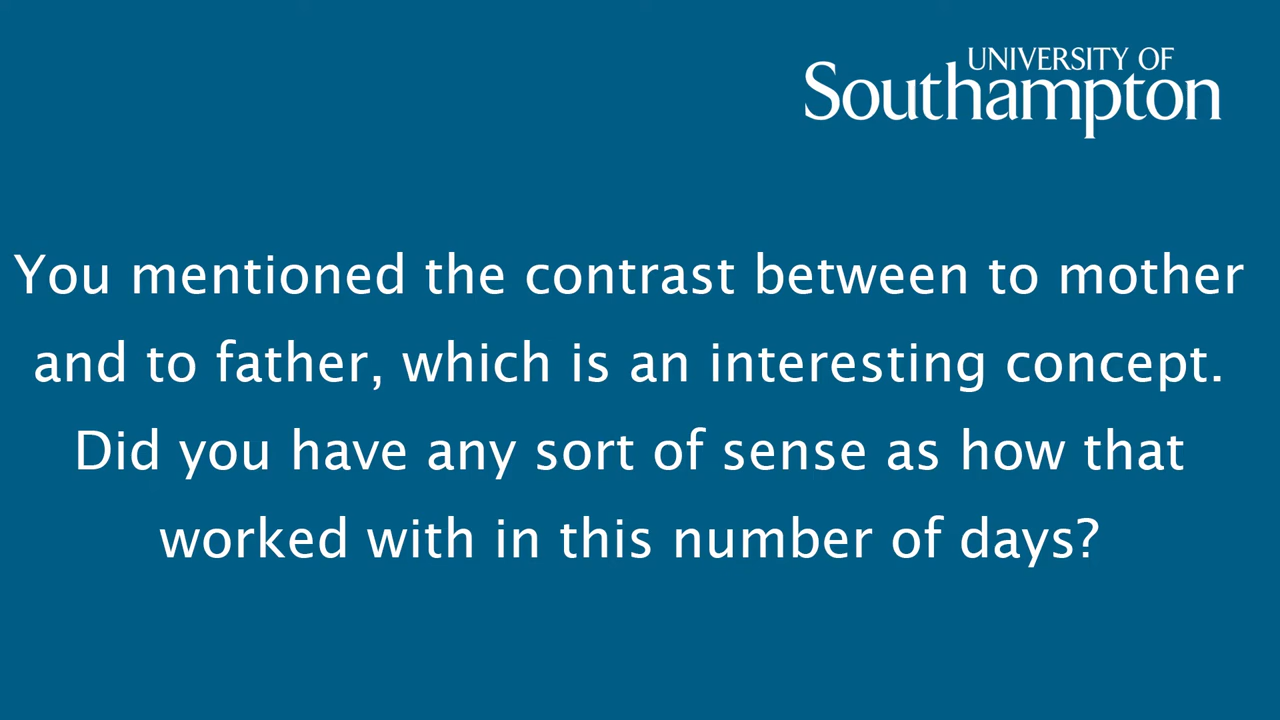 UNIVERSITY OF
Southampton
You mentioned the contrast between to mother
and to father, which is an interesting concept.
Did you have any sort of sense as how that
worked with in this number of days?